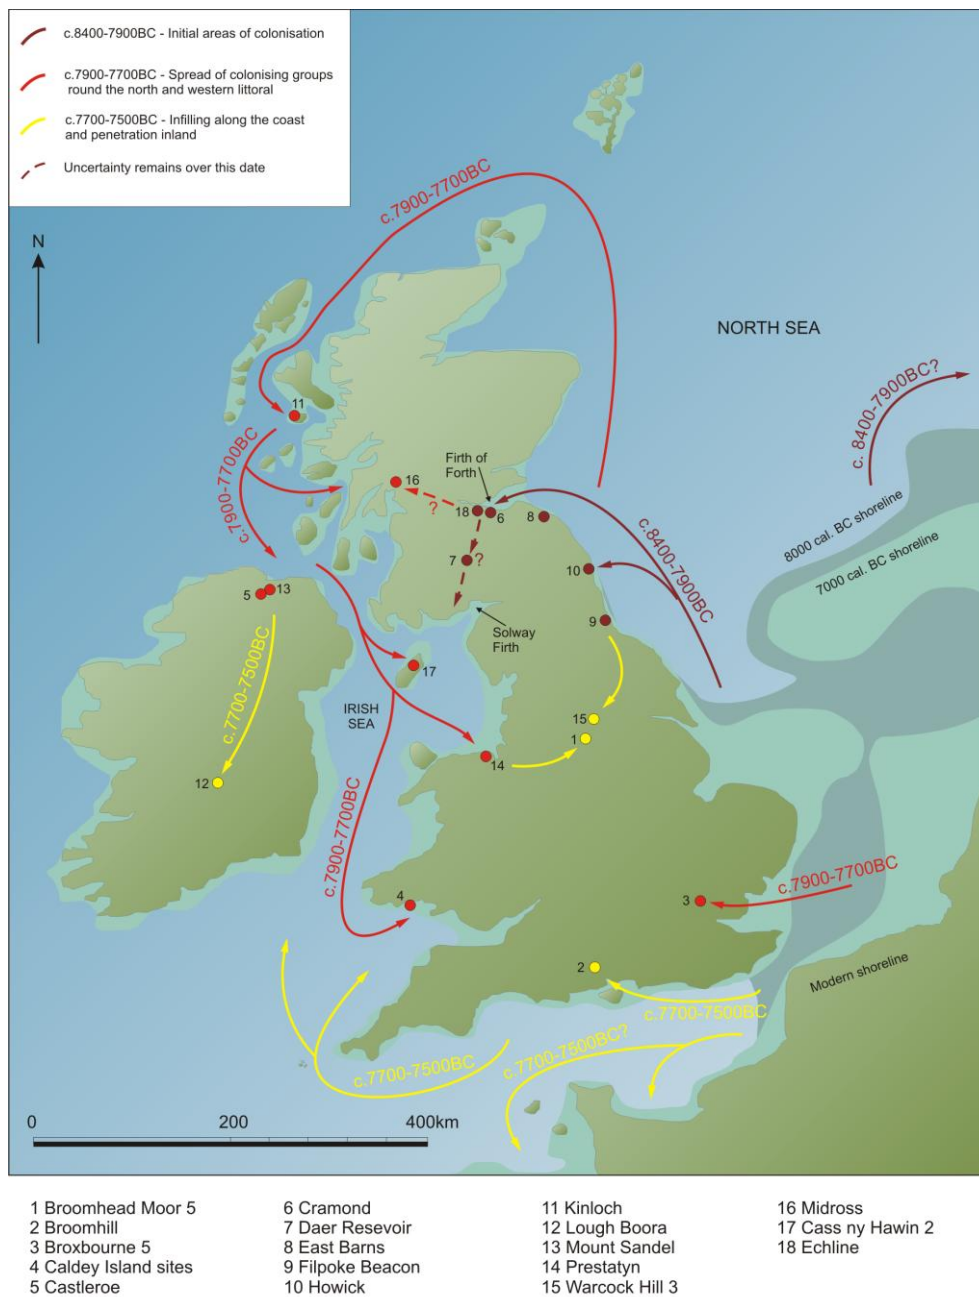 c.8400-7900BC - Initial areas of colonisation
c.7900-7700BC - Spread of colonising groups
round the north and western littoral
c.7700-7500BC - Infilling along the coast
and penetration inland
Uncertainty remains over this date
N
c.7900-7700BC
NORTH SEA
c. 8400-7900BC?
11
c.7900-7700BC
16
?
Firth of
Forth
18
6
8
8000 cal. BC shoreline
7000 cal. BC shoreline
c.8400-7900BC
7
?
10
5
13
9
Solway
Firth
17
c.7700-7500BC
IRISH
SEA
15
1
14
12
c.7900-7700BC
4
3
c.7900-7700BC
2
Modern shoreline
c.7700-7500BC
c.7700-7500BC
c.7700-7500BC?
0
200
400km
1 Broomhead Moor 5
2 Broomhill
3 Broxbourne 5
4 Caldey Island sites
5 Castleroe
6 Cramond
7 Daer Resevoir
8 East Barns
9 Filpoke Beacon
10 Howick
11 Kinloch
12 Lough Boora
13 Mount Sandel
14 Prestatyn
15 Warcock Hill 3
16 Midross
17 Cass ny Hawin 2
18 Echline